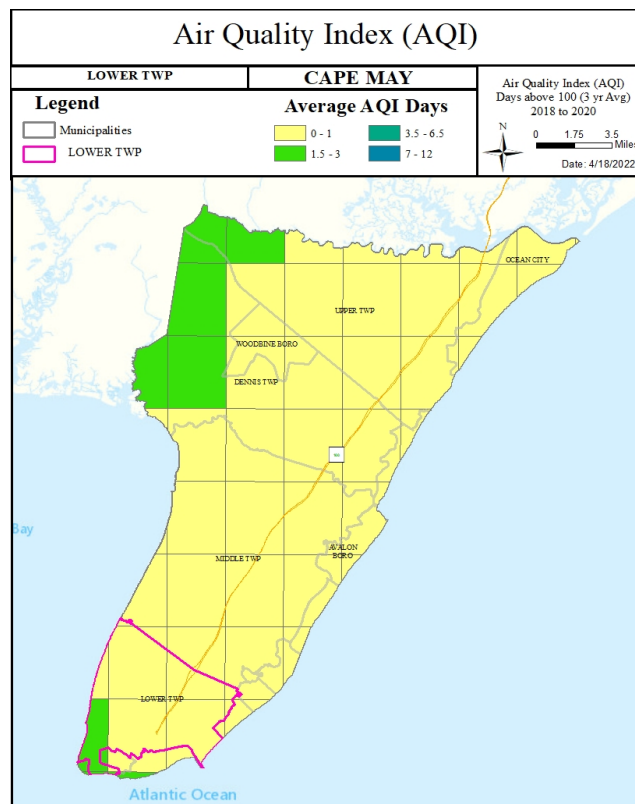 Air Quality Index (AQI)
LOWER TWP
CAPE MAY
Legend
Municipalities
LOWER TWP
Average AQI Days
0 - 1
1.5 - 3
3.5 - 6.5
7 - 12
Air Quality Index (AQI)
Days above 100 (3 yr Avg)
2018 to 2020
N
0 1.75 3.5
Miles
Date: 4/18/2022
OCEAN CITY
UPPER TWP
WOODBINE BORO
DENNIS TWP
Bay
AVALON
BORO
MIDDLE TWP
LOWER TWP
Atlantic Ocean